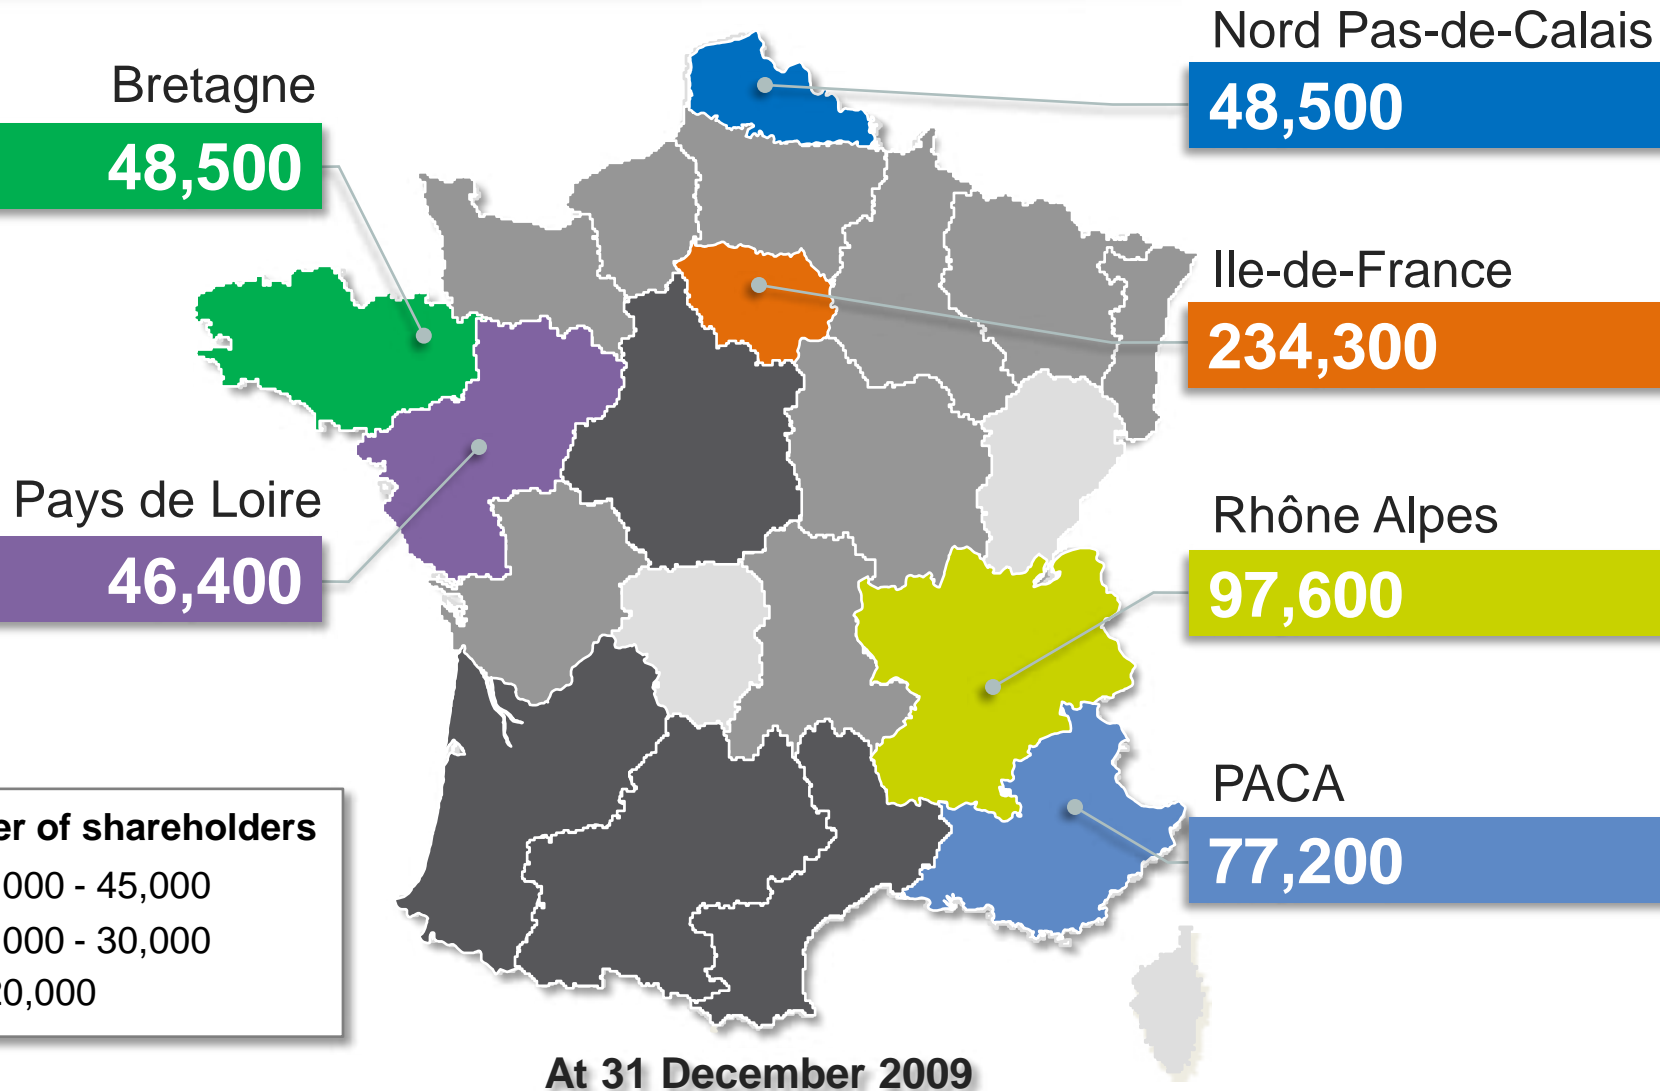 Nord Pas-de-Calais
48,500
Bretagne
48,500
Ile-de-France
234,300
Pays de Loire
46,400
Rhône Alpes
97,600
PACA
77,200
of shareholders
000 - 45,000
000 - 30,000
20,000
At 31 December 2009